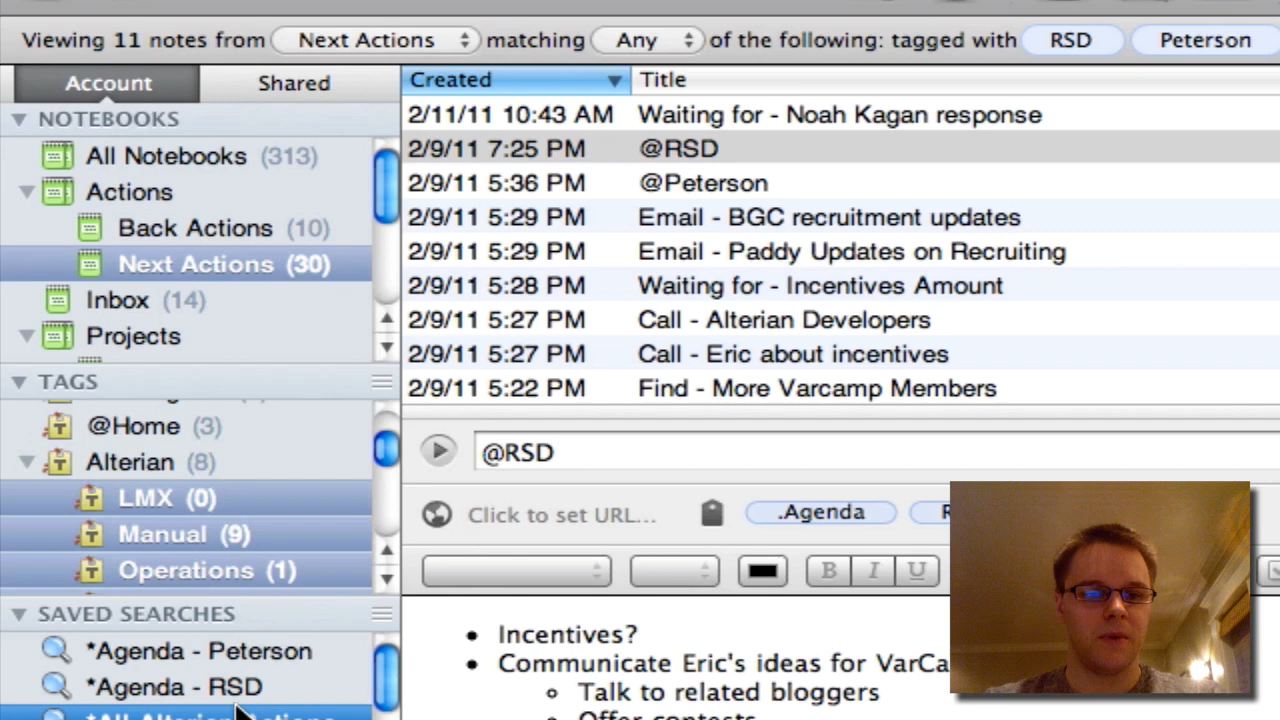 Viewing 11 notes from Next Actions matching Any of the following: tagged with RSD Peterson
Account Shared
Created Title
NOTEBOOKS
All Notebooks (313)
Actions
Back Actions (10)
Next Actions (30)
Inbox (14)
Projects
2/11/11 10:43 AM Waiting for - Noah Kagan response
2/9/11 7:25 PM @RSD
2/9/11 5:36 PM @Peterson
2/9/11 5:29 PM Email - BGC recruitment updates
2/9/11 5:29 PM Email - Paddy Updates on Recruiting
2/9/11 5:28 PM Waiting for - Incentives Amount
2/9/11 5:27 PM Call - Alterian Developers
2/9/11 5:27 PM Call - Eric about incentives
2/9/11 5:22 PM Find - More Varcamp Members
TAGS
@Home (3)
Alterian (8)
LMX (0)
Manual (9)
Operations (1)
SAVED SEARCHES
*Agenda - Peterson
*Agenda - RSD
*All Alterian Actions
@RSD
Click to set URL... .Agenda
B I U
• Incentives?
• Communicate Eric's ideas for VarCa
Talk to related bloggers
Offer contests